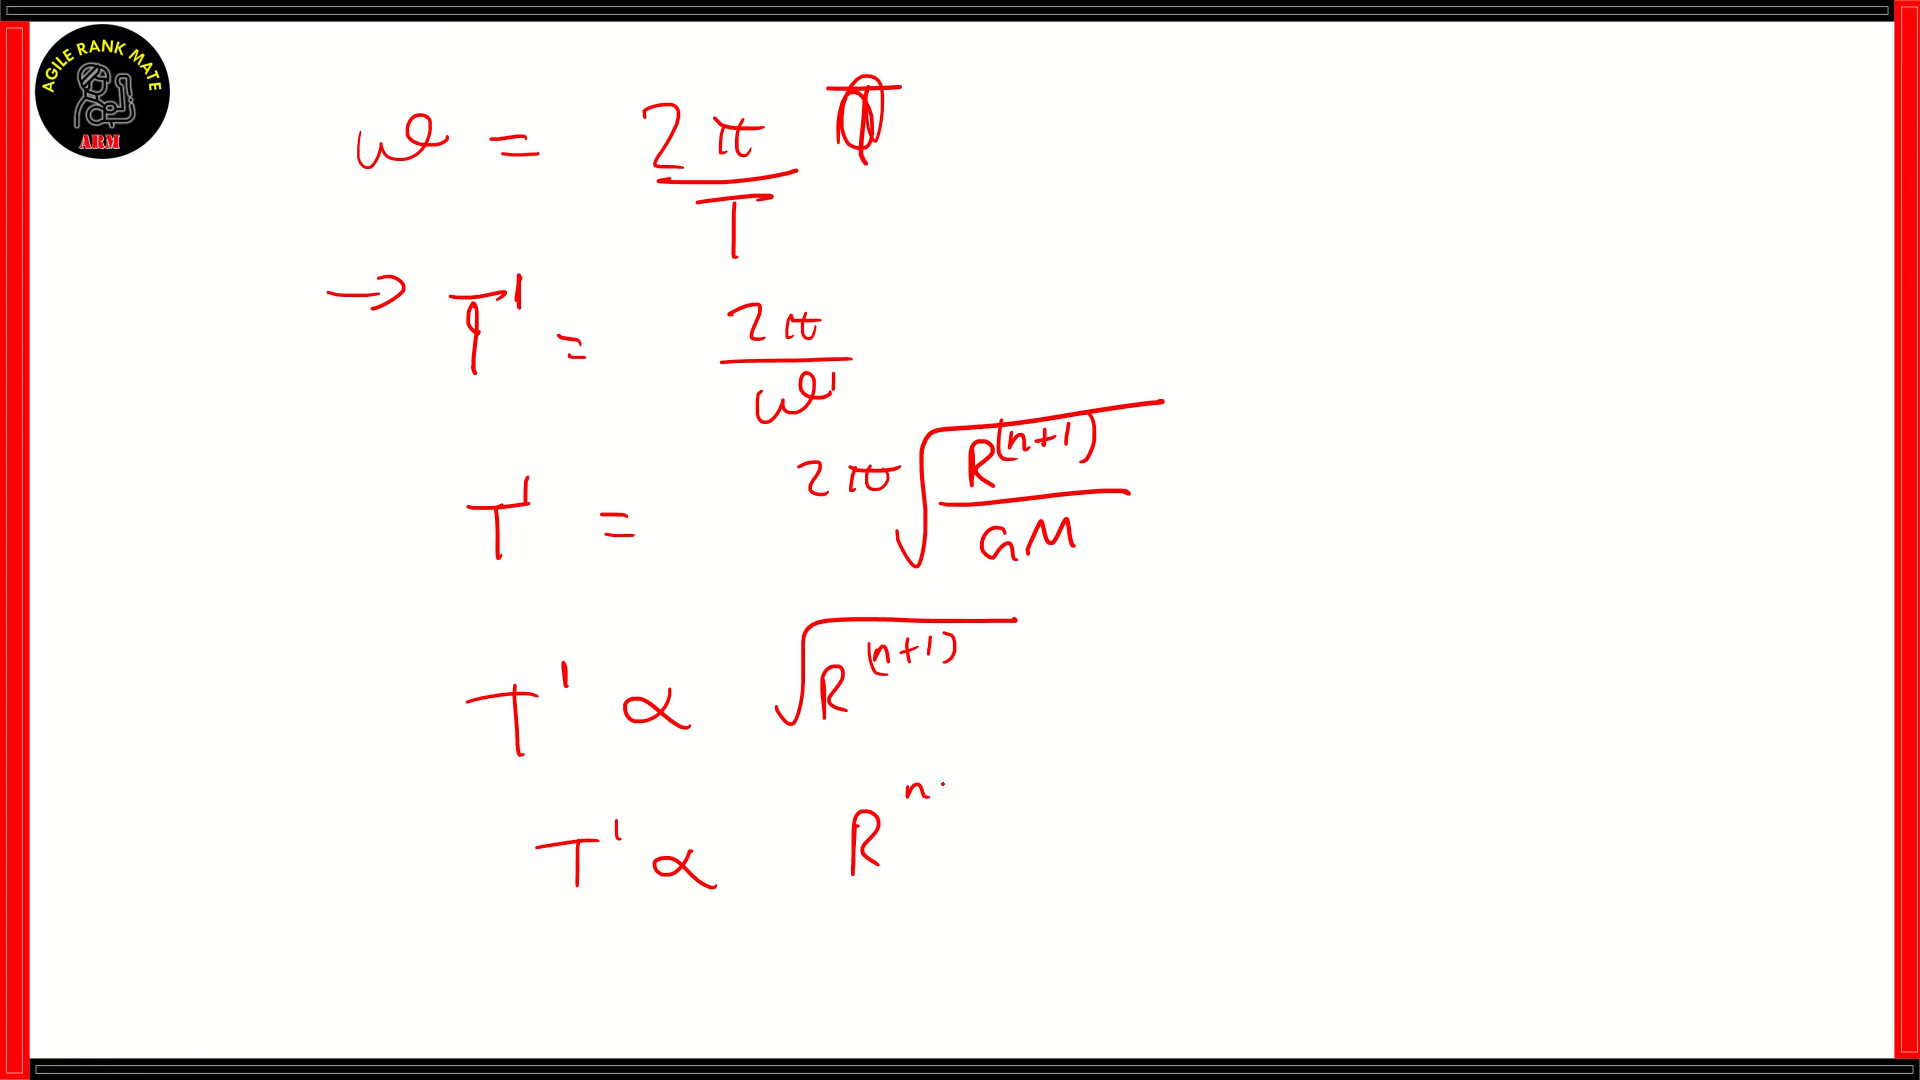 AGILE RANK MATE
ARM
ω = 2π/T
→ T' = 2π/ω'
T' = 2π√(R^(n+1)/GM)
T' ∝ √(R^(n+1))
T' ∝ R^n